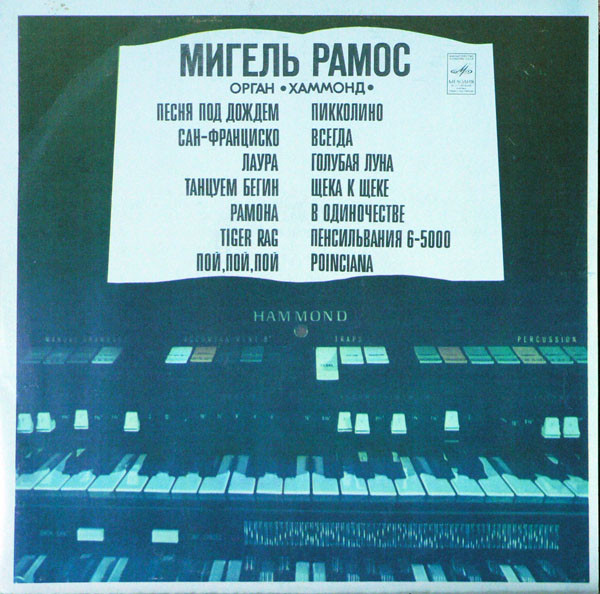 МИГЕЛЬ РАМОС
ОРГАН •ХАММОНД•
ПЕСНЯ ПОД ДОЖДЕМ
САН-ФРАНЦИСКО
ЛАУРА
ТАНЦУЕМ БЕГИН
РАМОНА
TIGER RAG
ПОЙ,ПОЙ,ПОЙ
ПИККОЛИНО
ВСЕГДА
ГОЛУБАЯ ЛУНА
ЩЕКА К ЩЕКЕ
В ОДИНОЧЕСТВЕ
ПЕНСИЛЬВАНИЯ 6-5000
POINCIANA
HAMMOND
TRAPS
PERCUSSION